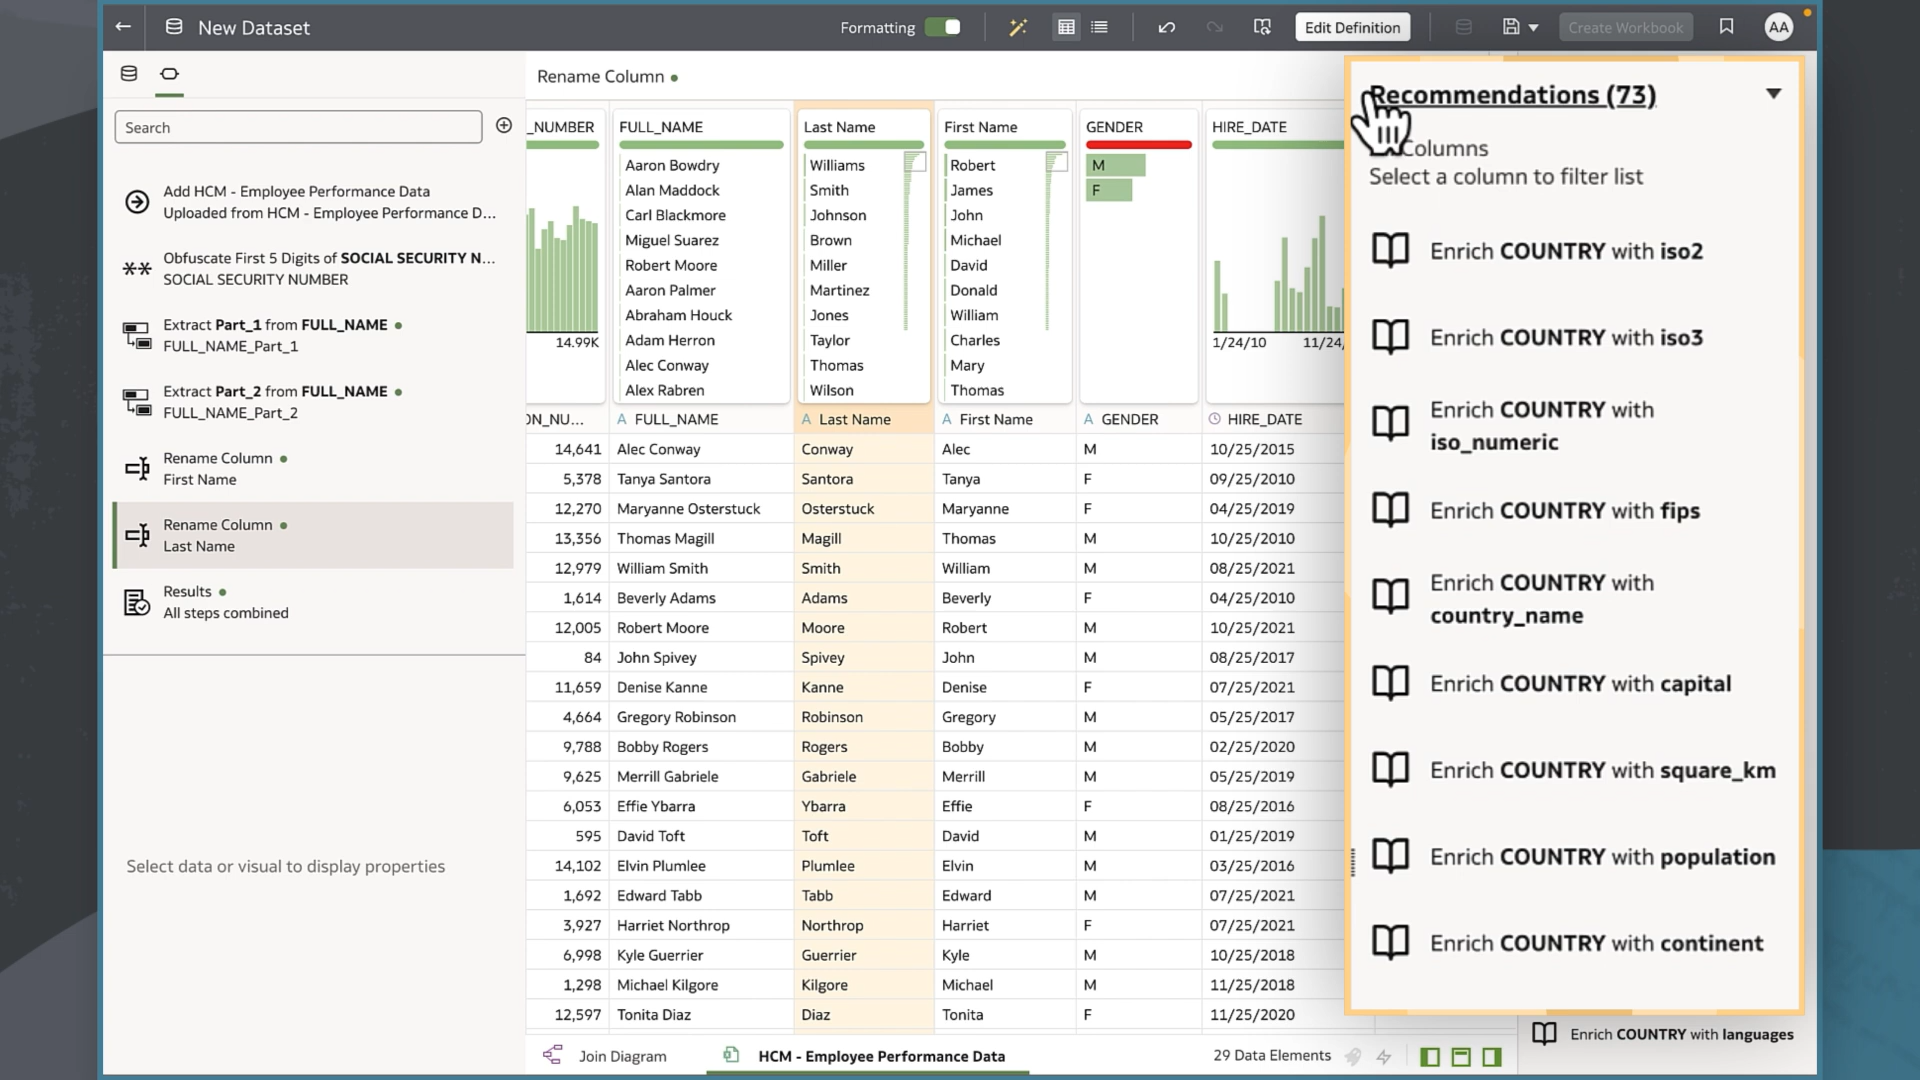 New Dataset
Formatting
Edit Definition
Create Workbook
AA
Search
Add HCM - Employee Performance Data
Uploaded from HCM - Employee Performance D...
Obfuscate First 5 Digits of SOCIAL SECURITY N...
SOCIAL SECURITY NUMBER
Extract Part_1 from FULL_NAME
FULL_NAME_Part_1
Extract Part_2 from FULL_NAME
FULL_NAME_Part_2
Rename Column
First Name
Rename Column
Last Name
Results
All steps combined
Select data or visual to display properties
Rename Column
_NUMBER
14.99K
FULL_NAME
Aaron Bowdry
Alan Maddock
Carl Blackmore
Miguel Suarez
Robert Moore
Aaron Palmer
Abraham Houck
Adam Herron
Alec Conway
Alex Rabren
Last Name
Williams
Smith
Johnson
Brown
Miller
Martinez
Jones
Taylor
Thomas
Wilson
First Name
Robert
James
John
Michael
David
Donald
William
Charles
Mary
Thomas
GENDER
M
F
HIRE_DATE
1/24/10 11/24/
ON_NU... A FULL_NAME A Last Name A First Name A GENDER HIRE_DATE
14,641 Alec Conway Conway Alec M 10/25/2015
5,378 Tanya Santora Santora Tanya F 09/25/2010
12,270 Maryanne Osterstuck Osterstuck Maryanne F 04/25/2019
13,356 Thomas Magill Magill Thomas M 10/25/2010
12,979 William Smith Smith William M 08/25/2021
1,614 Beverly Adams Adams Beverly F 04/25/2010
12,005 Robert Moore Moore Robert M 10/25/2021
84 John Spivey Spivey John M 08/25/2017
11,659 Denise Kanne Kanne Denise F 07/25/2021
4,664 Gregory Robinson Robinson Gregory M 05/25/2017
9,788 Bobby Rogers Rogers Bobby M 02/25/2020
9,625 Merrill Gabriele Gabriele Merrill M 05/25/2019
6,053 Effie Ybarra Ybarra Effie F 08/25/2016
595 David Toft Toft David M 01/25/2019
14,102 Elvin Plumlee Plumlee Elvin M 03/25/2016
1,692 Edward Tabb Tabb Edward M 07/25/2021
3,927 Harriet Northrop Northrop Harriet F 07/25/2021
6,998 Kyle Guerrier Guerrier Kyle M 10/25/2018
1,298 Michael Kilgore Kilgore Michael M 11/25/2018
12,597 Tonita Diaz Diaz Tonita F 11/25/2020
Join Diagram
HCM - Employee Performance Data
29 Data Elements
Recommendations (73)
Columns
Select a column to filter list
Enrich COUNTRY with iso2
Enrich COUNTRY with iso3
Enrich COUNTRY with
iso_numeric
Enrich COUNTRY with fips
Enrich COUNTRY with
country_name
Enrich COUNTRY with capital
Enrich COUNTRY with square_km
Enrich COUNTRY with population
Enrich COUNTRY with continent
Enrich COUNTRY with languages